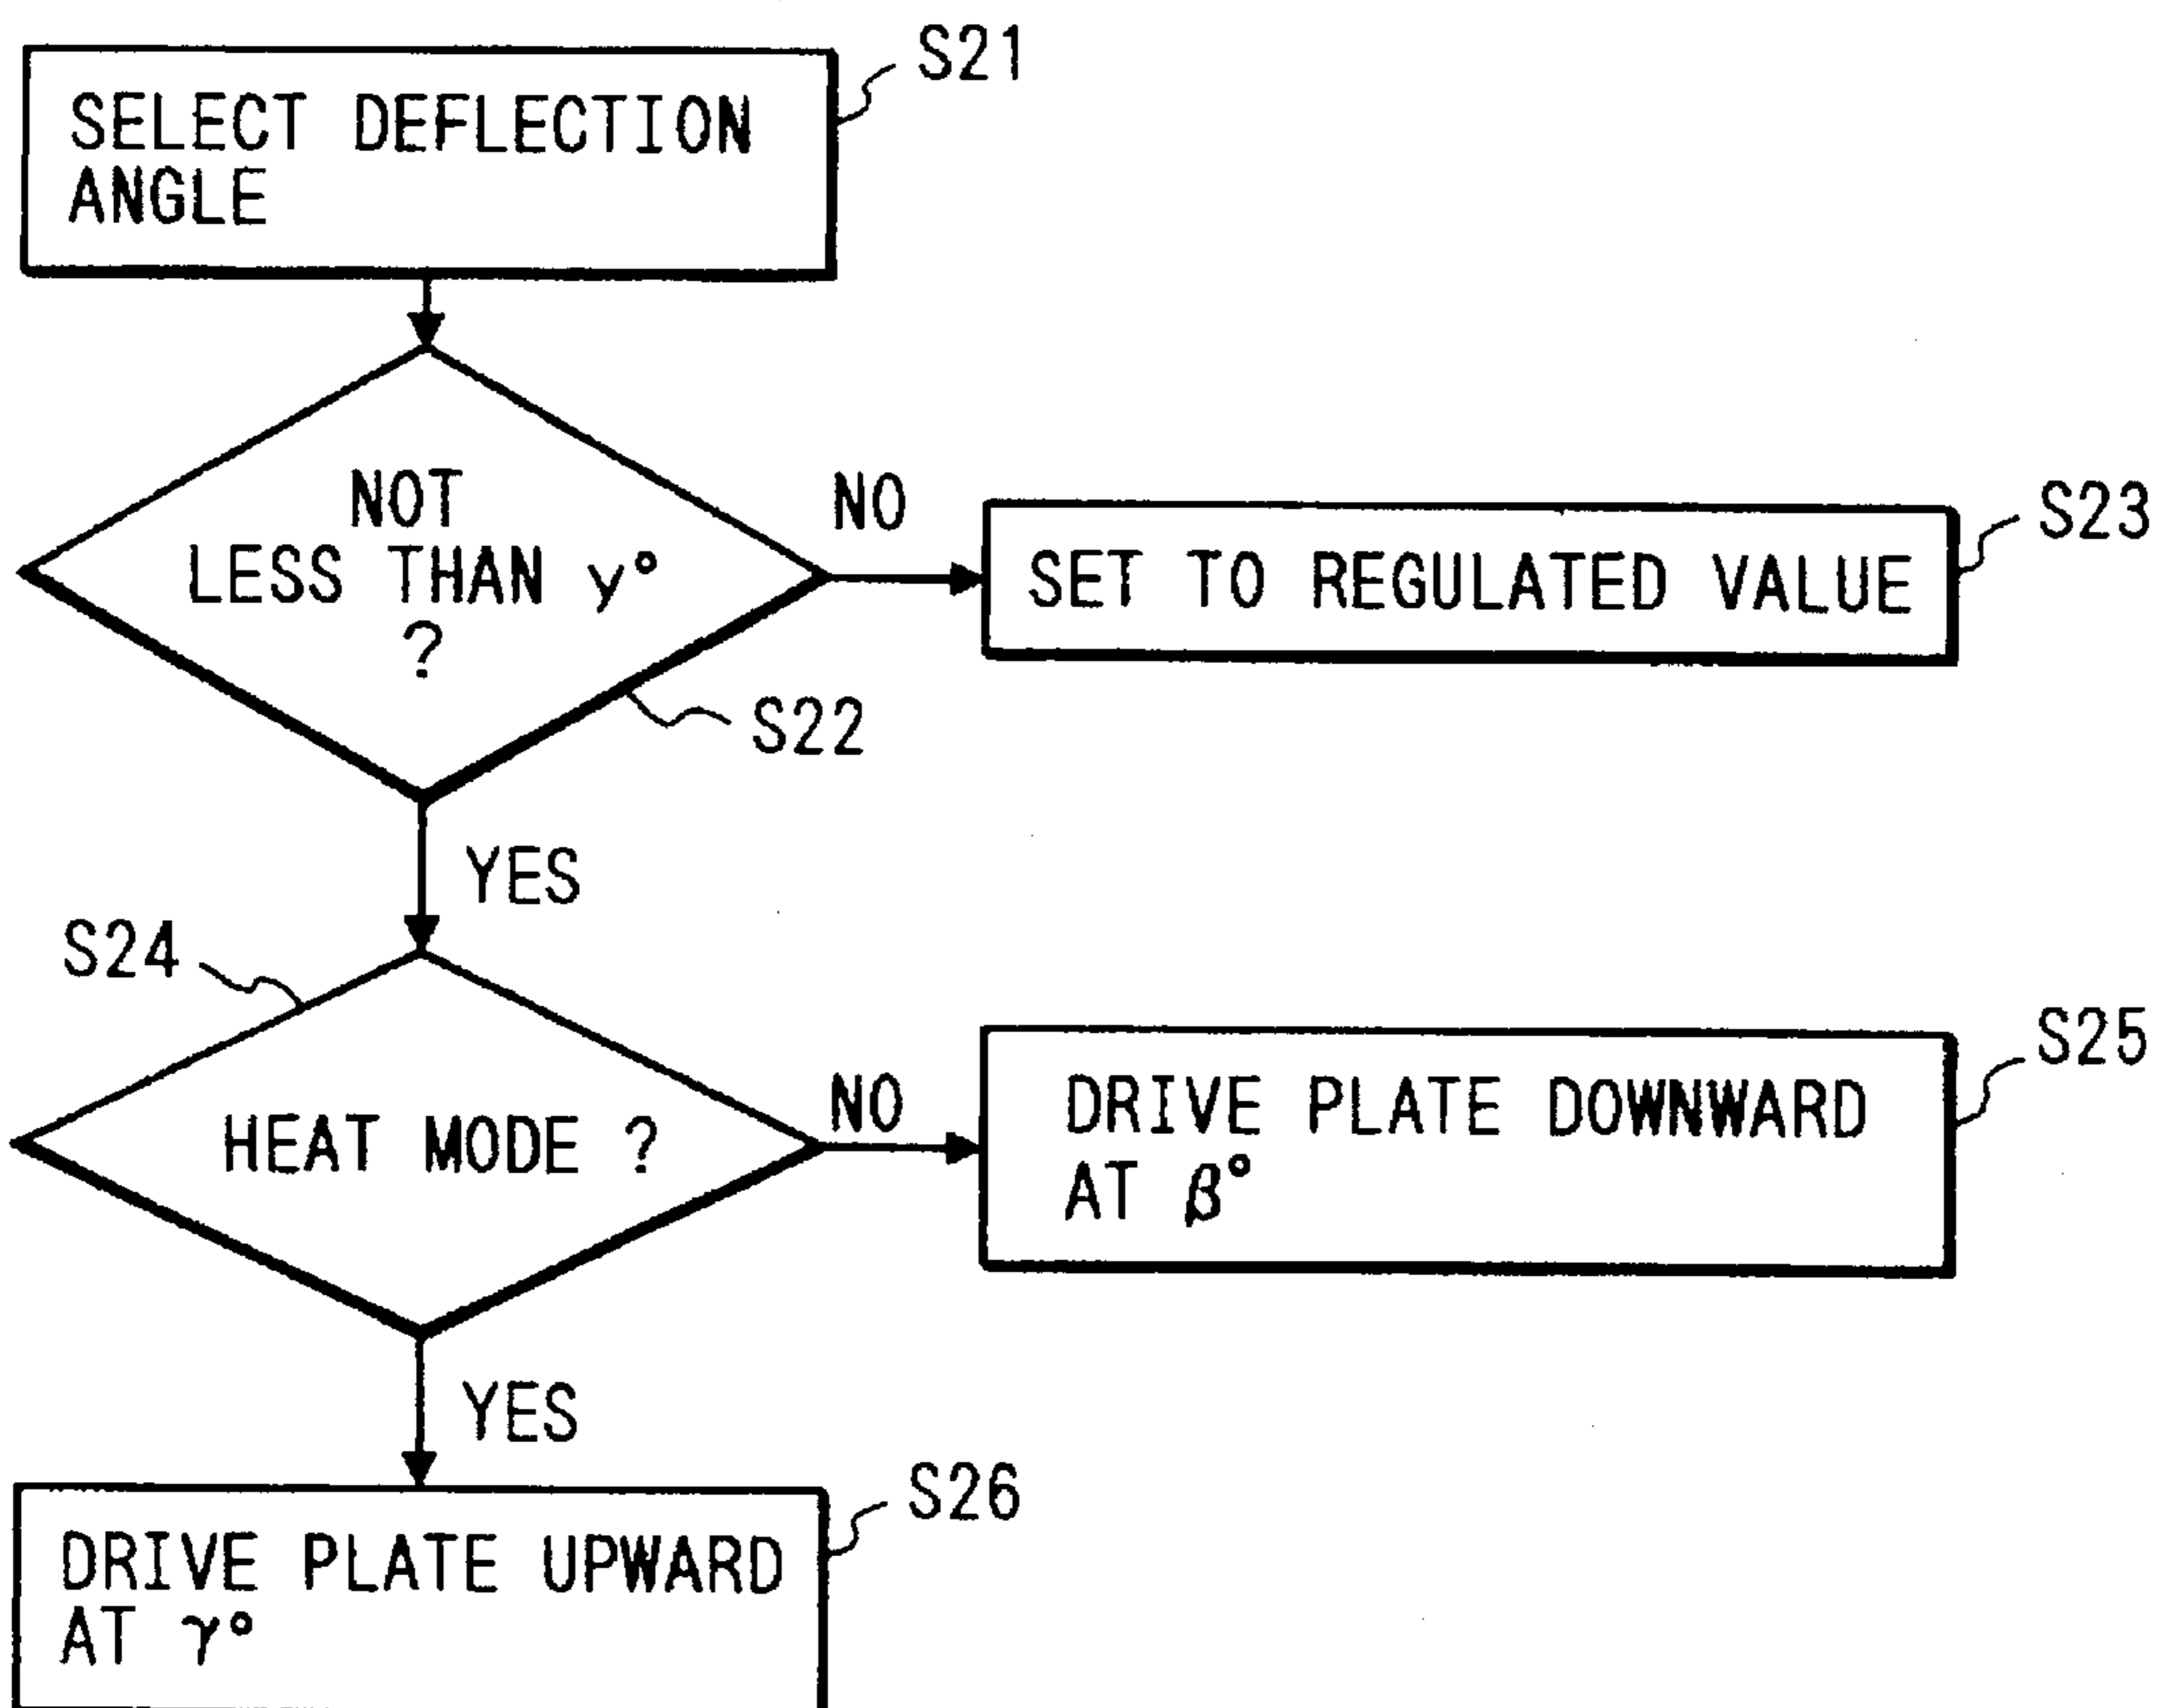 S21
SELECT DEFLECTION
ANGLE
NOT
LESS THAN y°
?
NO
S23
SET TO REGULATED VALUE
S22
YES
S24
HEAT MODE ?
NO
S25
DRIVE PLATE DOWNWARD
AT β°
YES
S26
DRIVE PLATE UPWARD
AT γ°